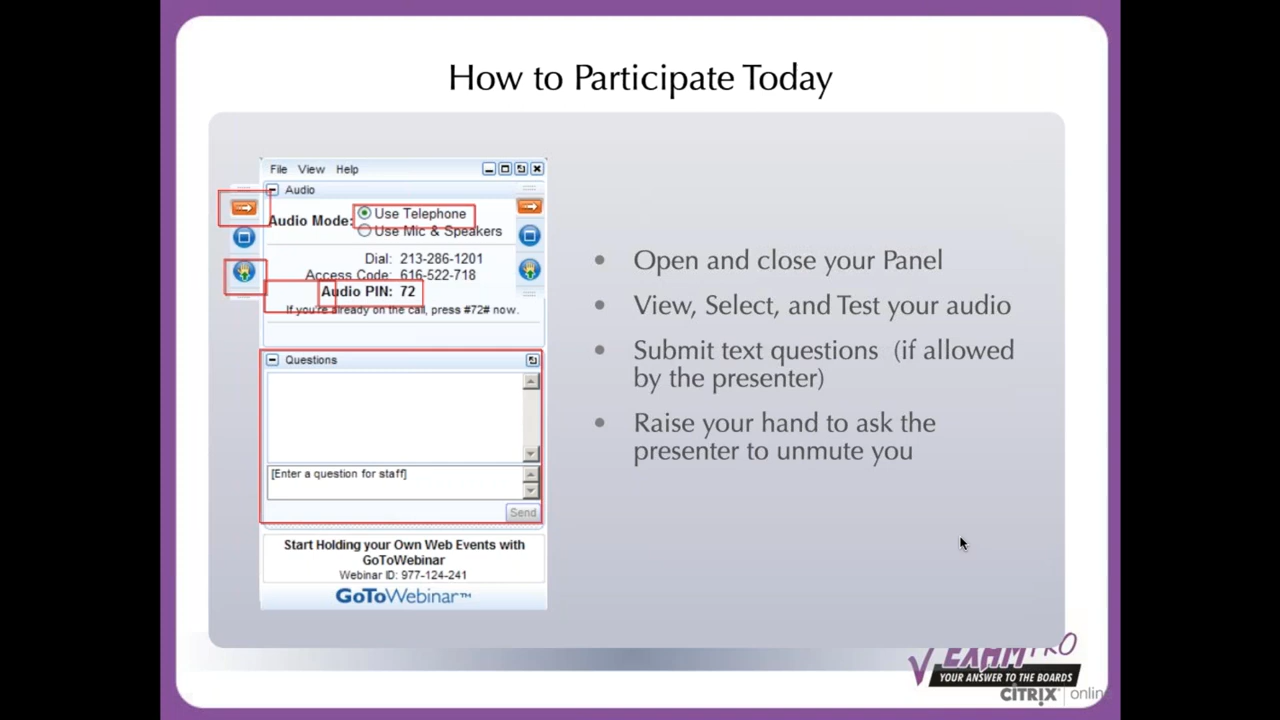 How to Participate Today
File View Help
Audio
Audio Mode: Use Telephone
Use Mic & Speakers
Dial: 213-286-1201
Access Code: 616-522-718
Audio PIN: 72
If you're already on the call, press #72# now.
Questions
[Enter a question for staff]
Send
Start Holding your Own Web Events with
GoToWebinar
Webinar ID: 977-124-241
GoToWebinar™
• Open and close your Panel
• View, Select, and Test your audio
• Submit text questions (if allowed
by the presenter)
• Raise your hand to ask the
presenter to unmute you
EXAM PRO
YOUR ANSWER TO THE BOARDS
CITRIX online